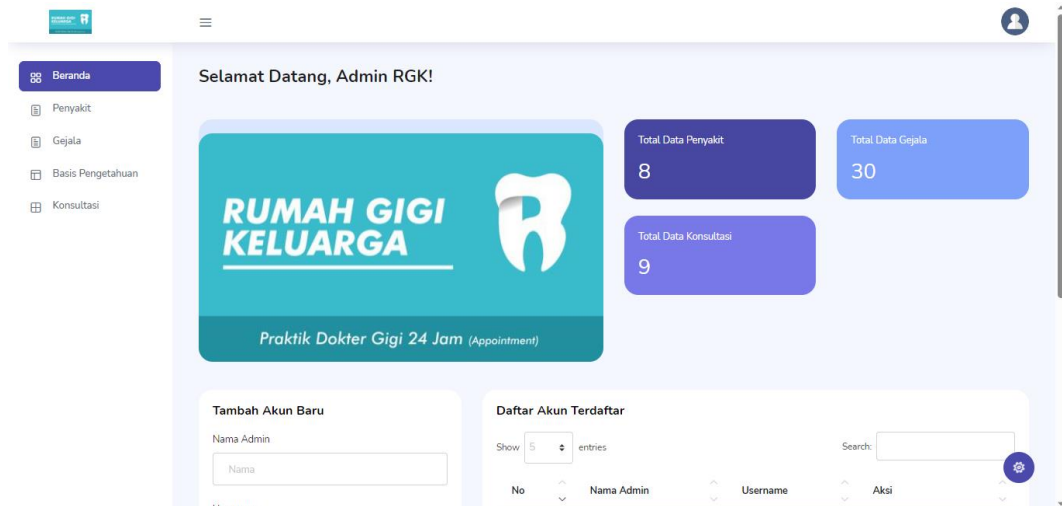 Selamat Datang, Admin RGK!
Beranda
Penyakit
Gejala
Basis Pengetahuan
Konsultasi
RUMAH GIGI
KELUARGA
Praktik Dokter Gigi 24 Jam (Appointment)
Total Data Penyakit
8
Total Data Gejala
30
Total Data Konsultasi
9
Tambah Akun Baru
Nama Admin
Nama
Daftar Akun Terdaftar
Show 5 entries
Search:
No Nama Admin Username Aksi